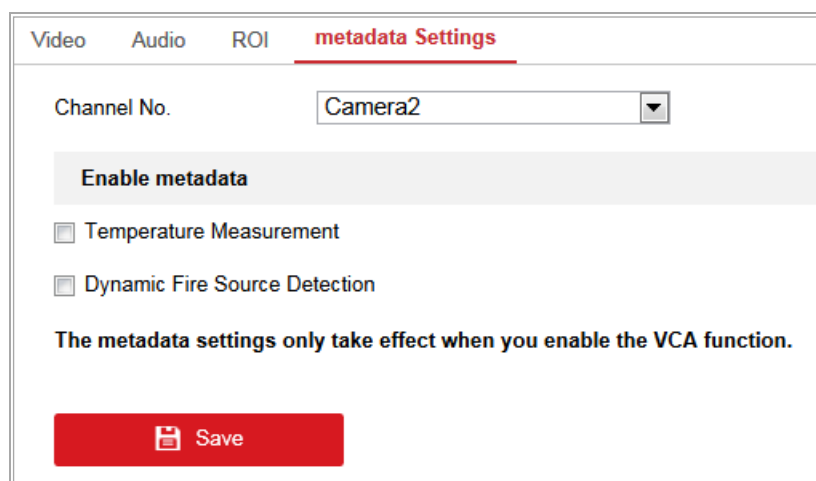 Video Audio ROI metadata Settings
Channel No. Camera2
Enable metadata
Temperature Measurement
Dynamic Fire Source Detection
The metadata settings only take effect when you enable the VCA function.
Save